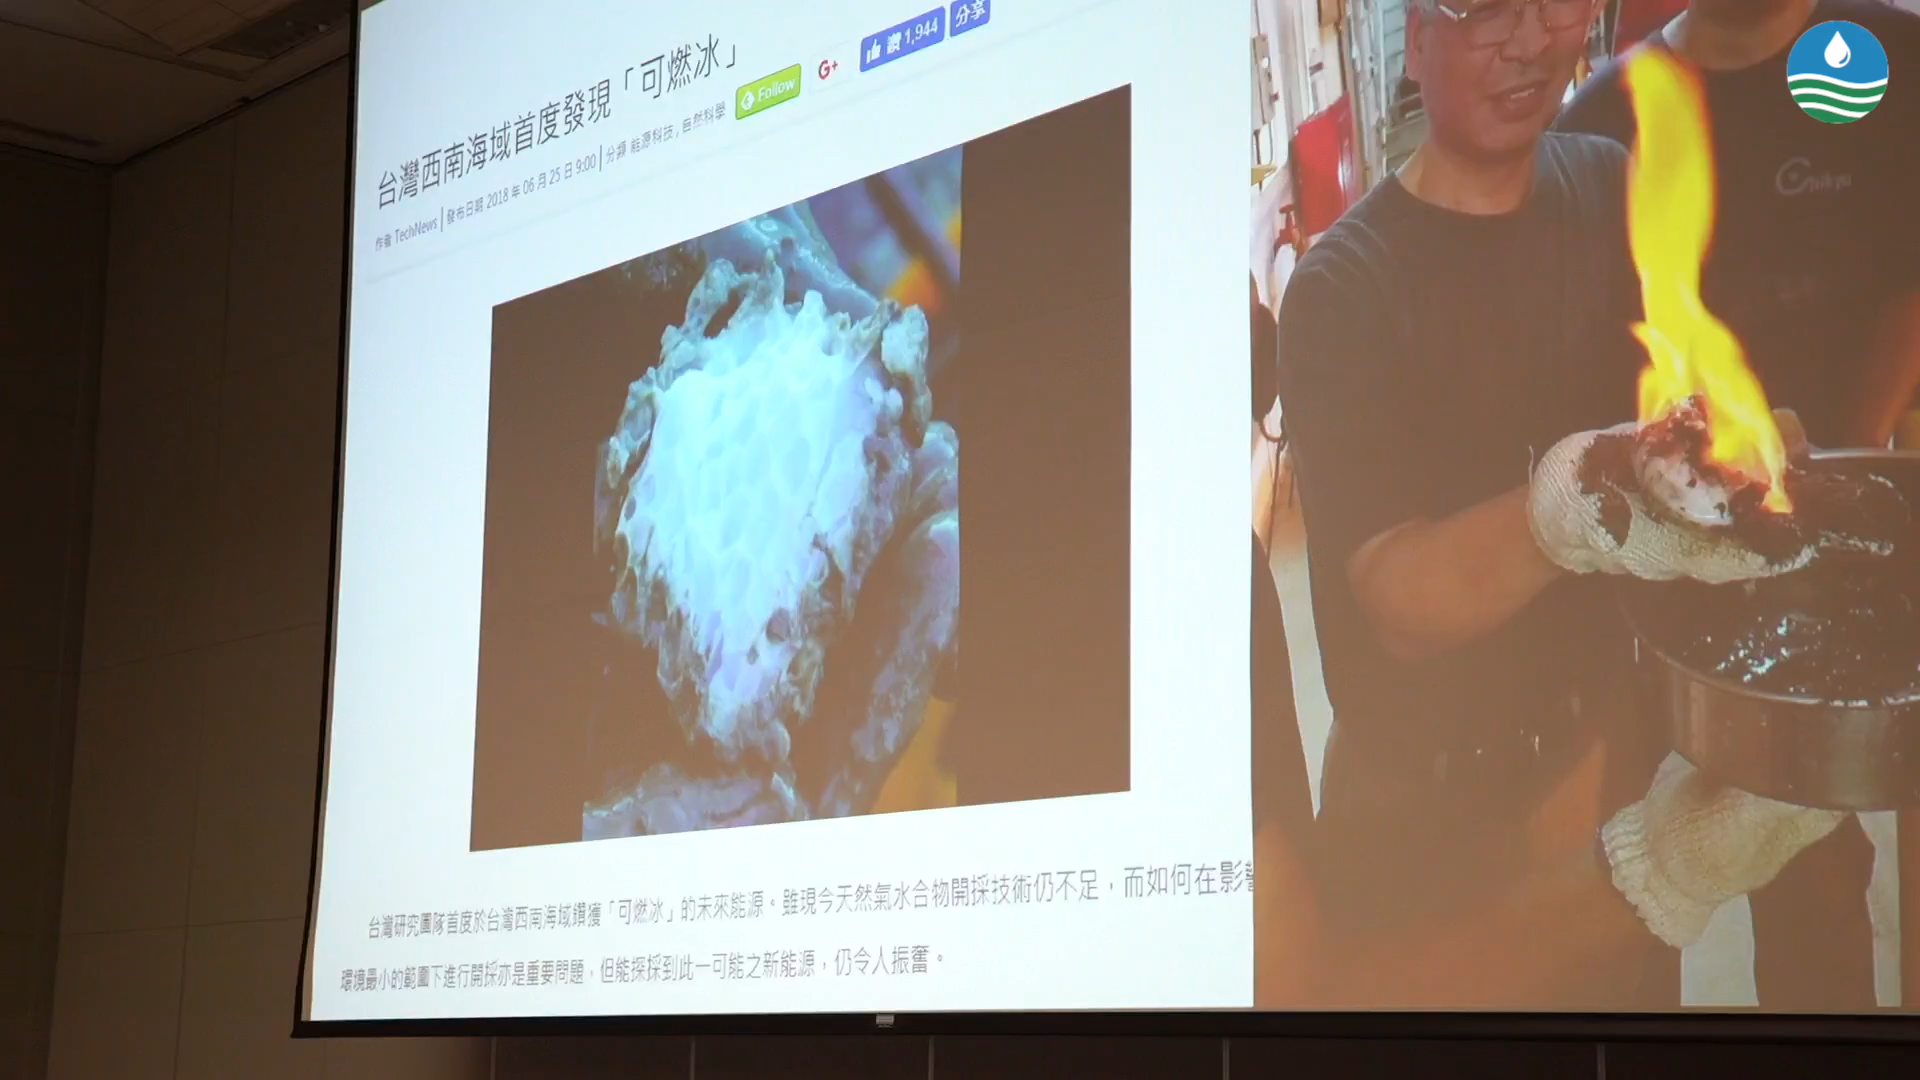 台灣西南海域首度發現「可燃冰」
作者 TechNews | 發布日期 2018 年 06 月 25 日 9:00 | 分類 能源科技 , 自然科學
Follow
G+
讚 1,944
分享
台灣研究團隊首度於台灣西南海域鑽獲「可燃冰」的未來能源。雖現今天然氣水合物開採技術仍不足，而如何在影響
環境最小的範圍下進行開採亦是重要問題，但能探採到此一可能之新能源，仍令人振奮。